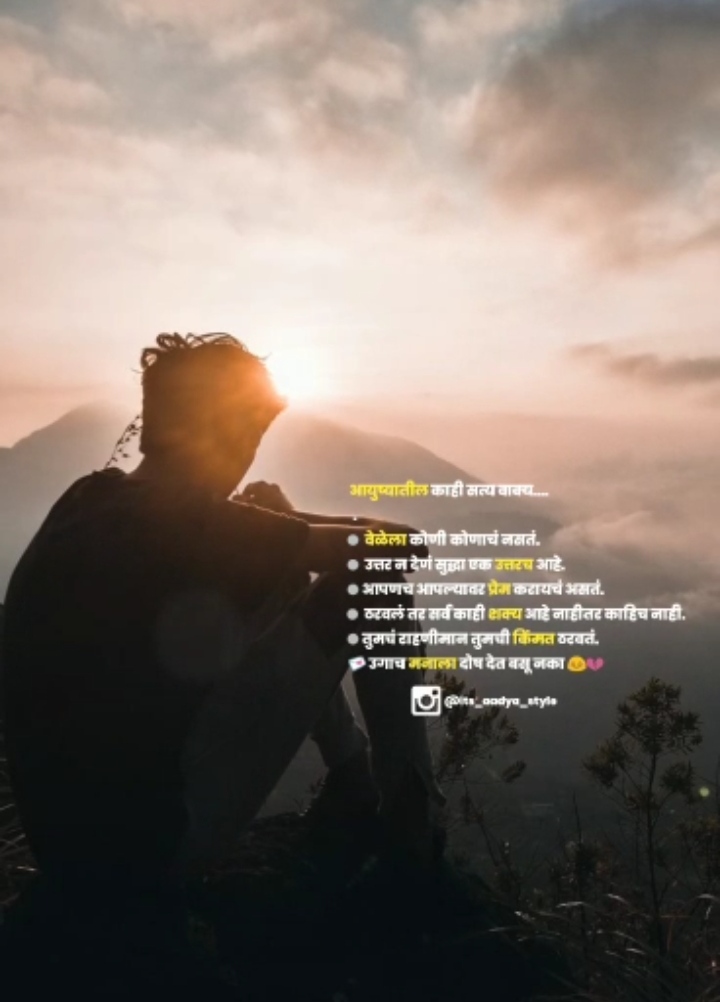 आयुष्यातील काही सत्य वाक्य....
वेळेला कोणी कोणाचं नसतं.
उत्तर न देणं सुद्धा एक उत्तरच आहे.
आपणच आपल्यावर प्रेम करायचं असतं.
ठरवलं तर सर्व काही शक्य आहे नाहीतर काहिच नाही.
तुमचं राहणीमान तुमची किंमत ठरवतं.
उगाच मनाला दोष देत बसू नका 😔💔
@its_aadya_style